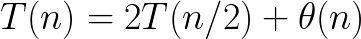 T(n) = 2T(n/2) + θ(n)